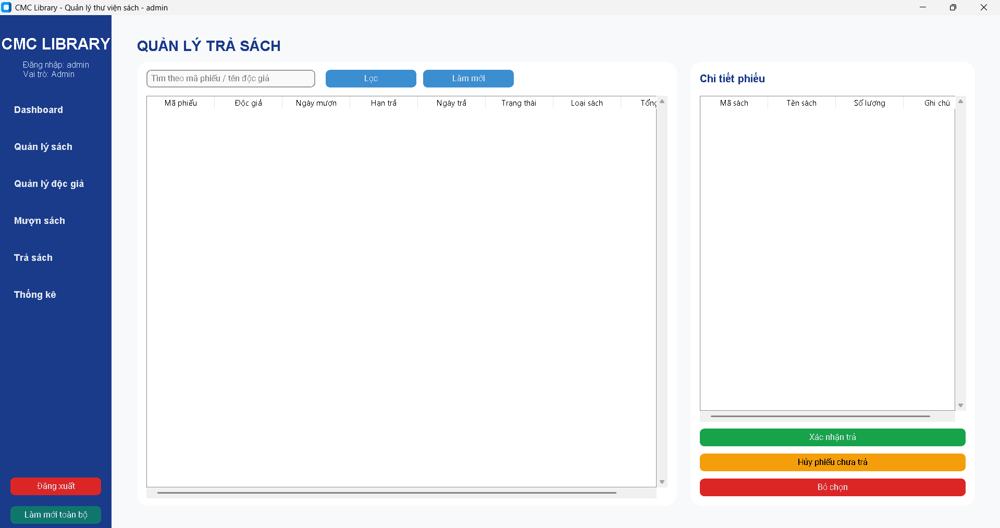 CMC Library - Quản lý thư viện sách - admin
CMC LIBRARY
Đăng nhập: admin
Vai trò: Admin
Dashboard
Quản lý sách
Quản lý độc giả
Mượn sách
Trả sách
Thống kê
Đăng xuất
Làm mới toàn bộ
QUẢN LÝ TRẢ SÁCH
Tìm theo mã phiếu / tên độc giả
Lọc
Làm mới
Mã phiếu Độc giả Ngày mượn Hạn trả Ngày trả Trạng thái Loại sách Tổng
Chi tiết phiếu
Mã sách Tên sách Số lượng Ghi chú
Xác nhận trả
Hủy phiếu chưa trả
Bỏ chọn